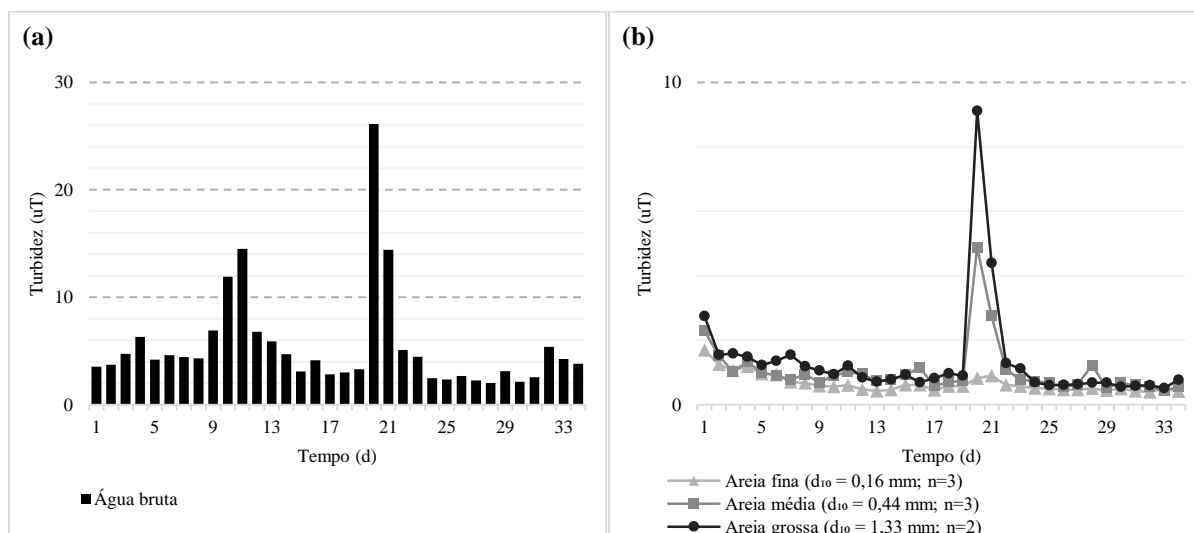 (a)
30
20
10
0
Turbidez (uT)
1 5 9 13 17 21 25 29 33
Tempo (d)
Água bruta
(b)
10
0
Turbidez (uT)
1 5 9 13 17 21 25 29 33
Tempo (d)
Areia fina (d₁₀ = 0,16 mm; n=3)
Areia média (d₁₀ = 0,44 mm; n=3)
Areia grossa (d₁₀ = 1,33 mm; n=2)